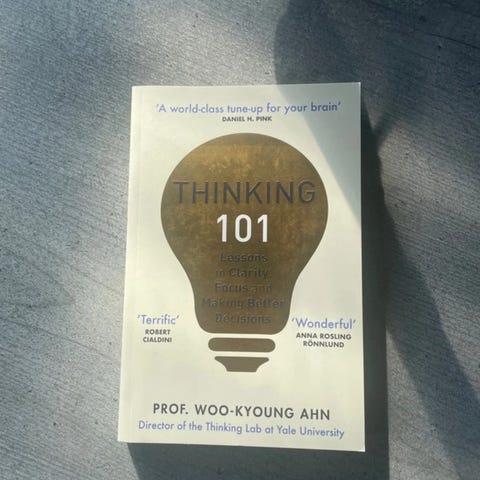 'A world-class tune-up for your brain'
DANIEL H. PINK
THINKING
101
Lessons
in Clarity
Focus and
Making Better
Decisions
'Terrific'
ROBERT
CIALDINI
'Wonderful'
ANNA ROSLING
RÖNNLUND
PROF. WOO-KYOUNG AHN
Director of the Thinking Lab at Yale University